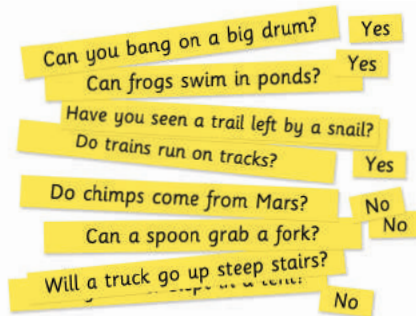 Can you bang on a big drum? Yes
Can frogs swim in ponds? Yes
Have you seen a trail left by a snail?
Do trains run on tracks? Yes
Do chimps come from Mars? No
Can a spoon grab a fork? No
Will a truck go up steep stairs?
in a tent? No